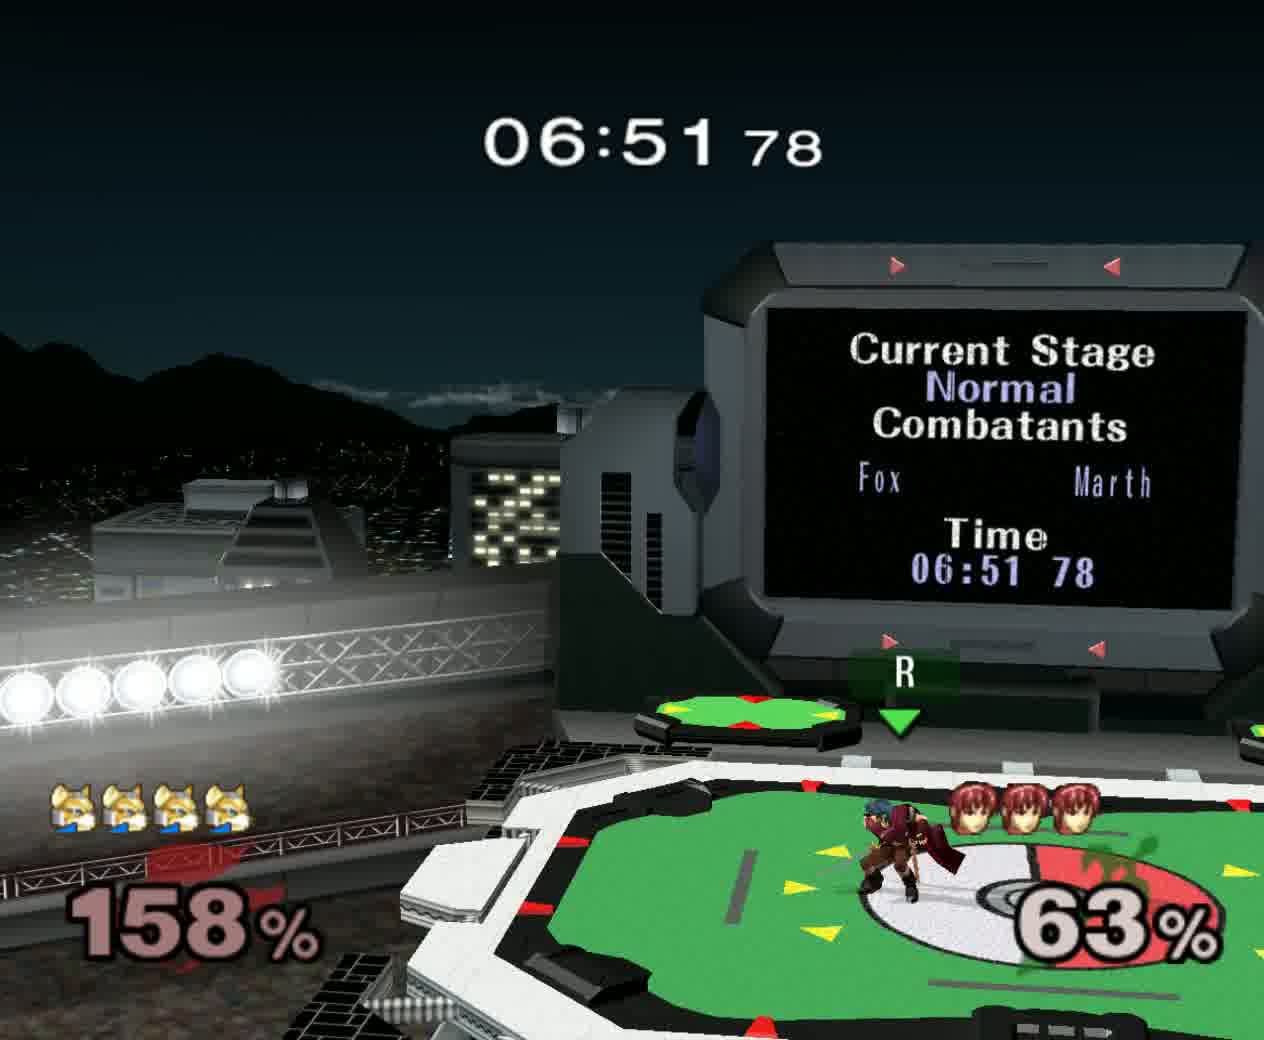 06:51 78
Current Stage
Normal
Combatants
Fox Marth
Time
06:51 78
R
158%
63%